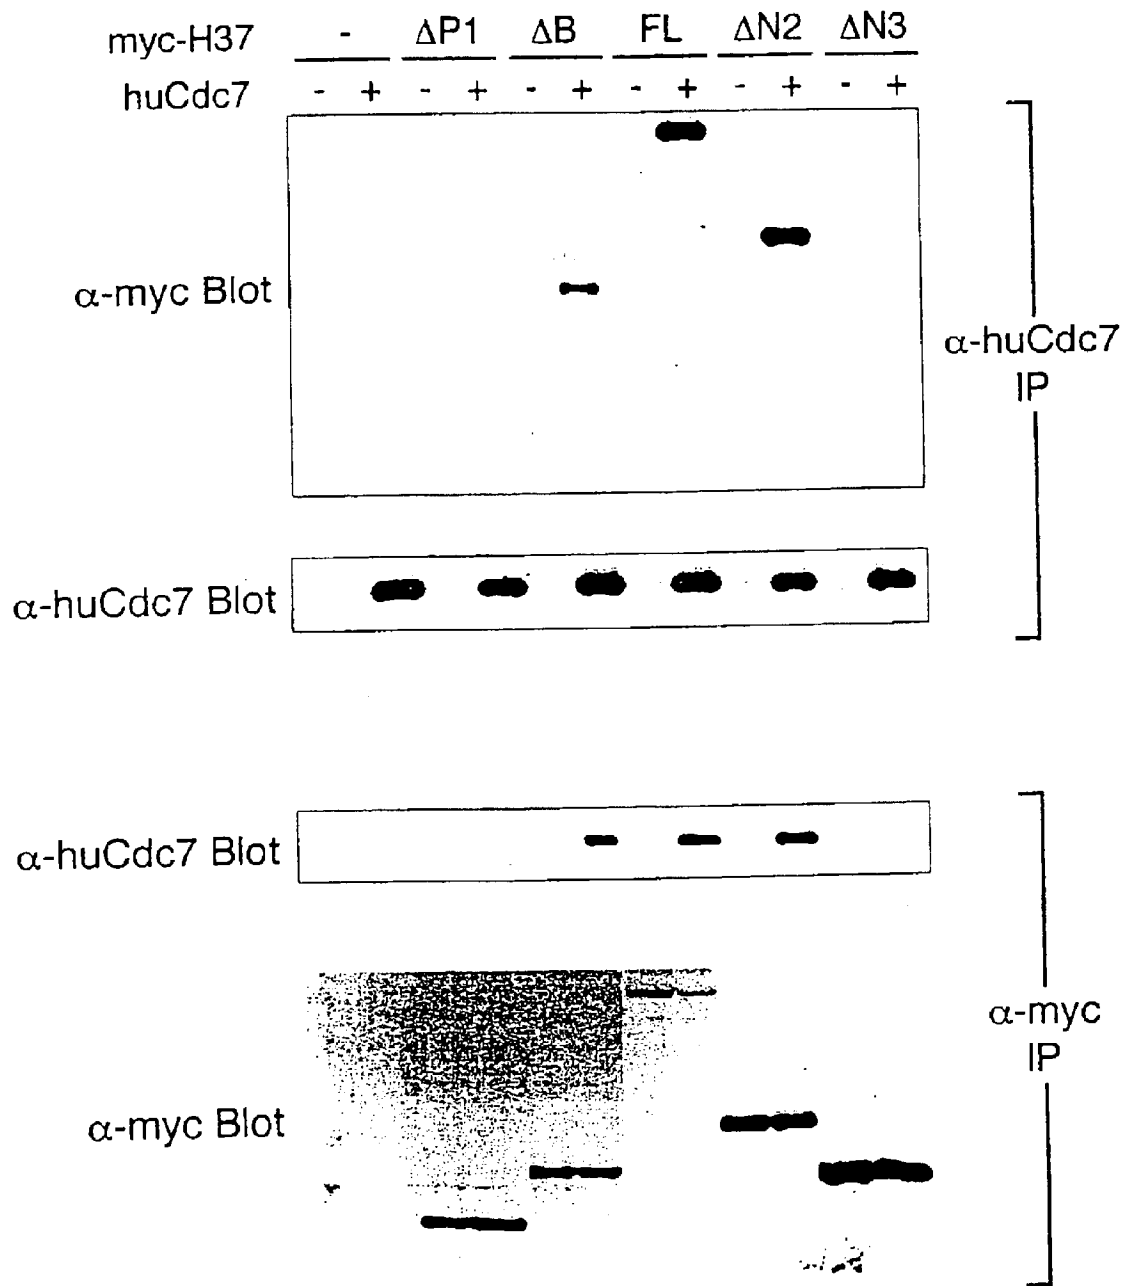 myc-H37 - ΔP1 ΔB FL ΔN2 ΔN3
huCdc7 - + - + - + - + - + - +
α-myc Blot
α-huCdc7
IP
α-huCdc7 Blot
α-huCdc7 Blot
α-myc
IP
α-myc Blot